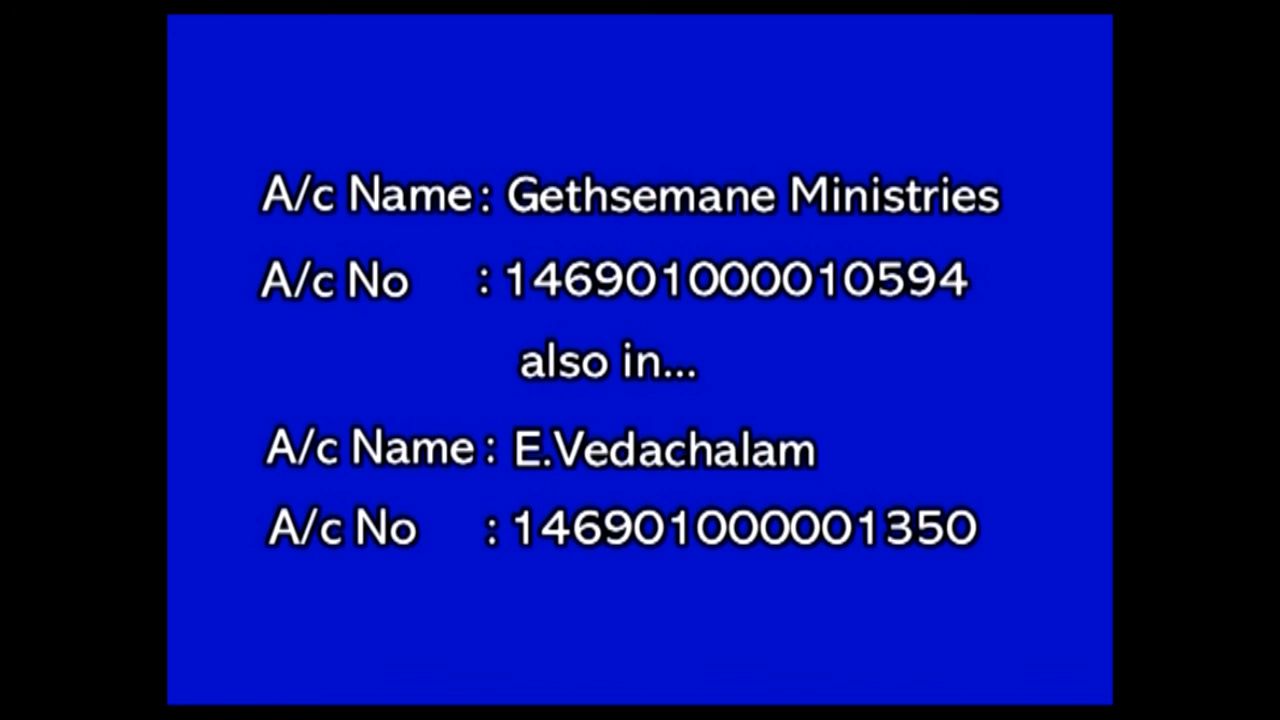 A/c Name : Gethsemane Ministries
A/c No : 146901000010594
also in...
A/c Name : E.Vedachalam
A/c No : 146901000001350